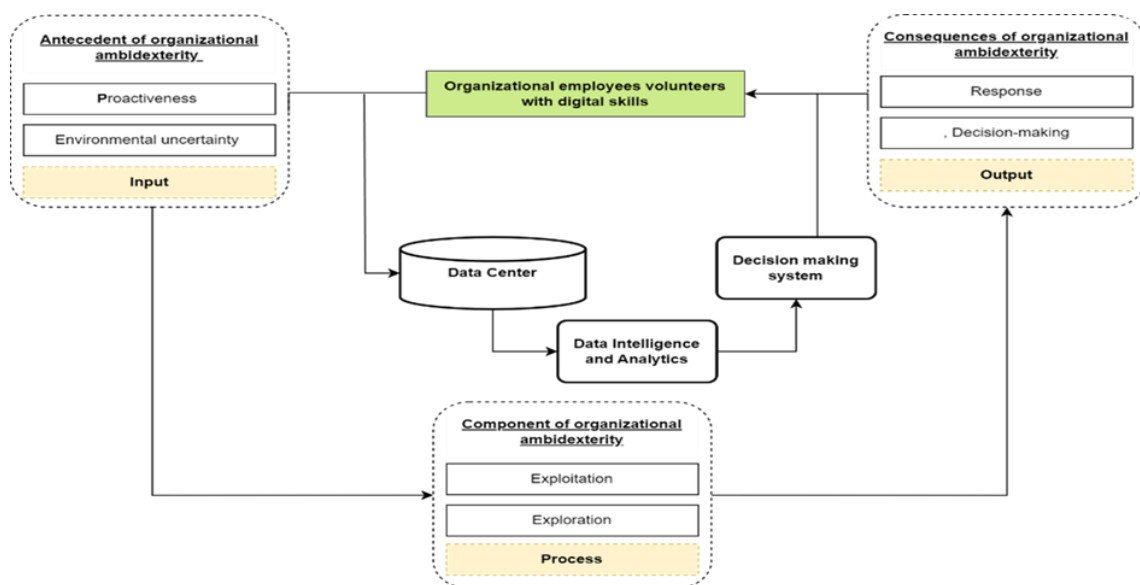 Antecedent of organizational
ambidexterity
Proactiveness
Environmental uncertainty
Input
Organizational employees volunteers
with digital skills
Consequences of organizational
ambidexterity
Response
, Decision-making
Output
Data Center
Decision making
system
Data Intelligence
and Analytics
Component of organizational
ambidexterity
Exploitation
Exploration
Process